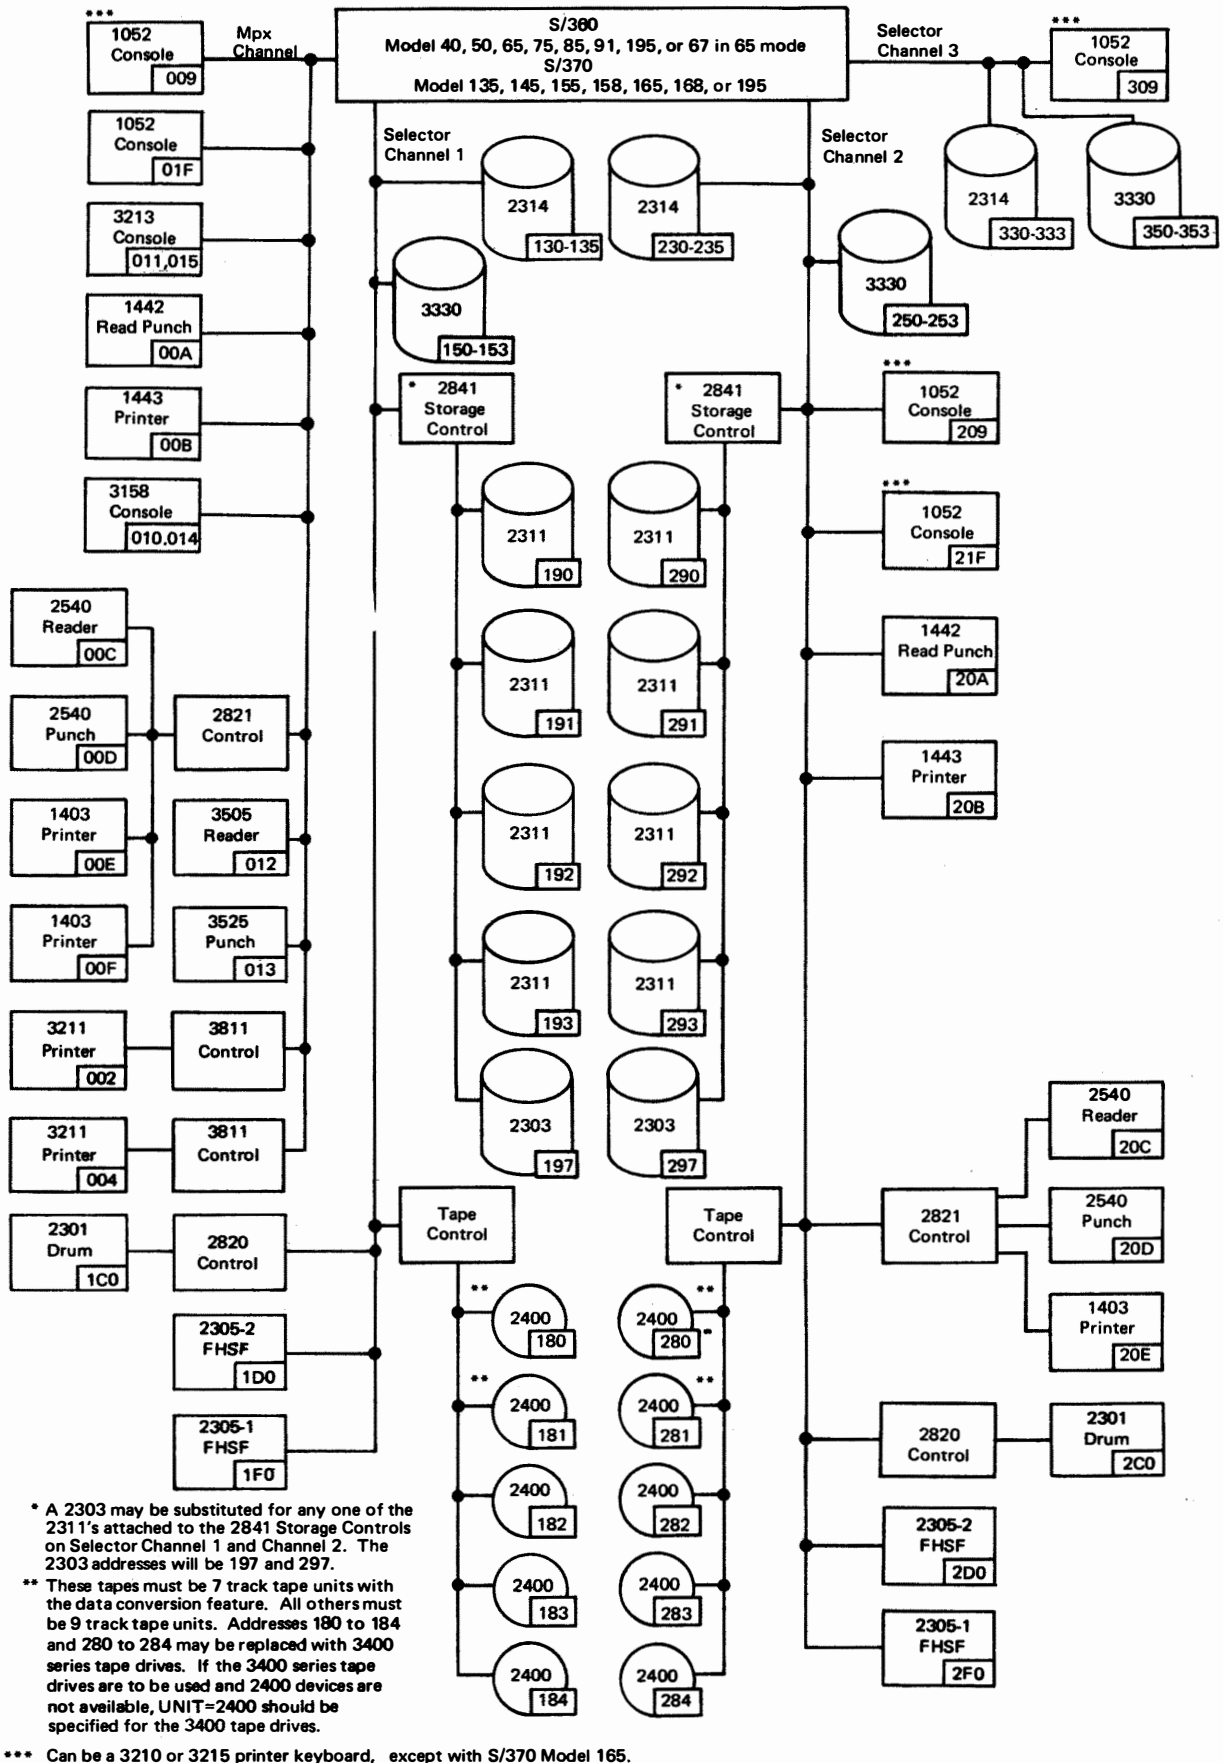 ***
1052
Console
009
Mpx
Channel
S/360
Model 40, 50, 65, 75, 85, 91, 195, or 67 in 65 mode
S/370
Model 135, 145, 155, 158, 165, 168, or 195
Selector
Channel 3
***
1052
Console
309
1052
Console
01F
Selector
Channel 1
2314
130-135
2314
230-235
Selector
Channel 2
2314
330-333
3330
350-353
3213
Console
011,015
3330
150-153
3330
250-253
1442
Read Punch
00A
1443
Printer
00B
* 2841
Storage
Control
* 2841
Storage
Control
***
1052
Console
209
3158
Console
010.014
2311
190
2311
290
***
1052
Console
21F
2540
Reader
00C
2311
191
2311
291
1442
Read Punch
20A
2540
Punch
00D
2821
Control
1443
Printer
20B
1403
Printer
00E
3505
Reader
012
2311
192
2311
292
1403
Printer
00F
3525
Punch
013
2311
193
2311
293
3211
Printer
002
3811
Control
2303
197
2303
297
2540
Reader
20C
3211
Printer
004
3811
Control
Tape
Control
Tape
Control
2821
Control
2540
Punch
20D
2301
Drum
1C0
2820
Control
1403
Printer
20E
2305-2
FHSF
1D0
**
2400
180
**
2400
280
2305-1
FHSF
1F0
**
2400
181
**
2400
281
2820
Control
2301
Drum
2C0
2400
182
2400
282
2305-2
FHSF
2D0
2400
183
2400
283
2305-1
FHSF
2F0
2400
184
2400
284
* A 2303 may be substituted for any one of the
2311's attached to the 2841 Storage Controls
on Selector Channel 1 and Channel 2. The
2303 addresses will be 197 and 297.
** These tapes must be 7 track tape units with
the data conversion feature. All others must
be 9 track tape units. Addresses 180 to 184
and 280 to 284 may be replaced with 3400
series tape drives. If the 3400 series tape
drives are to be used and 2400 devices are
not available, UNIT=2400 should be
specified for the 3400 tape drives.
*** Can be a 3210 or 3215 printer keyboard, except with S/370 Model 165.